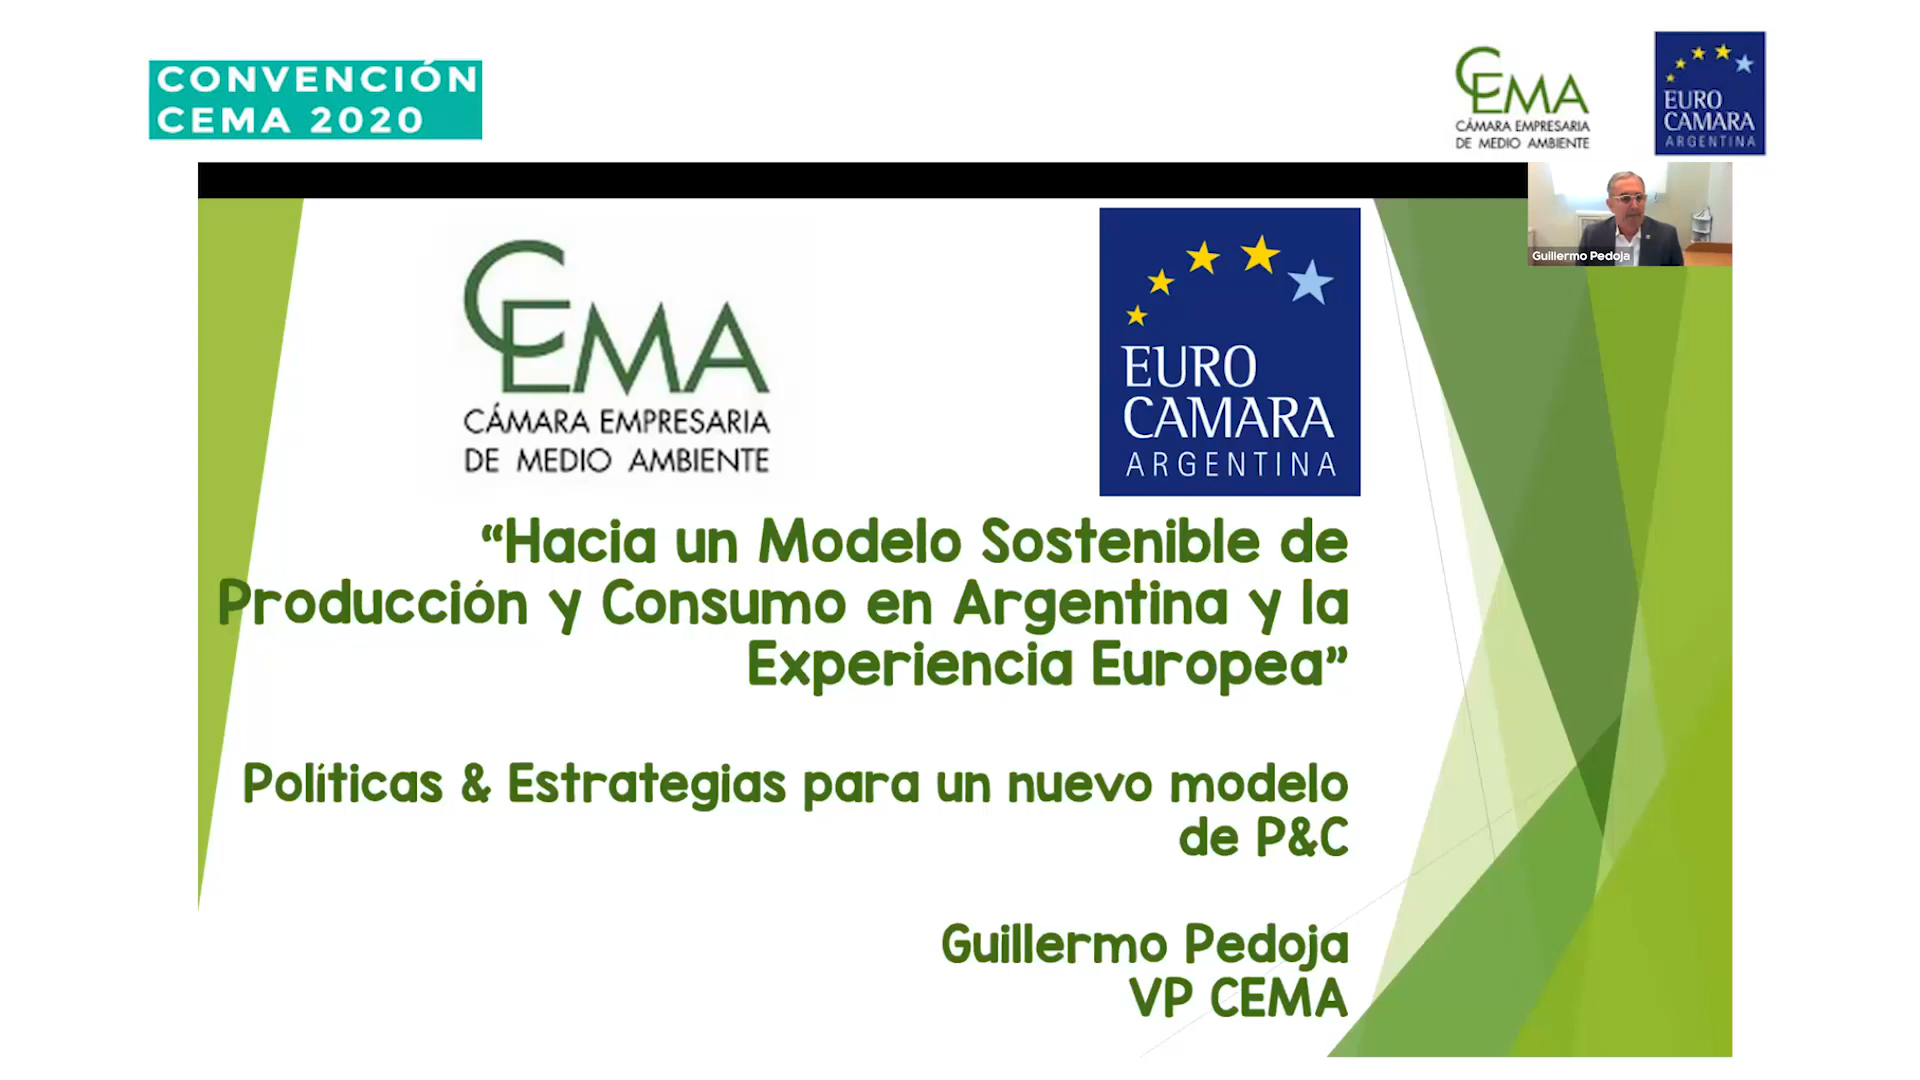 CONVENCIÓN
CEMA 2020
CEMA
CÁMARA EMPRESARIA
DE MEDIO AMBIENTE
EURO
CAMARA
ARGENTINA
Guillermo Pedoja
CEMA
CÁMARA EMPRESARIA
DE MEDIO AMBIENTE
EURO
CAMARA
ARGENTINA
“Hacia un Modelo Sostenible de
Producción y Consumo en Argentina y la
Experiencia Europea”
Políticas & Estrategias para un nuevo modelo
de P&C
Guillermo Pedoja
VP CEMA